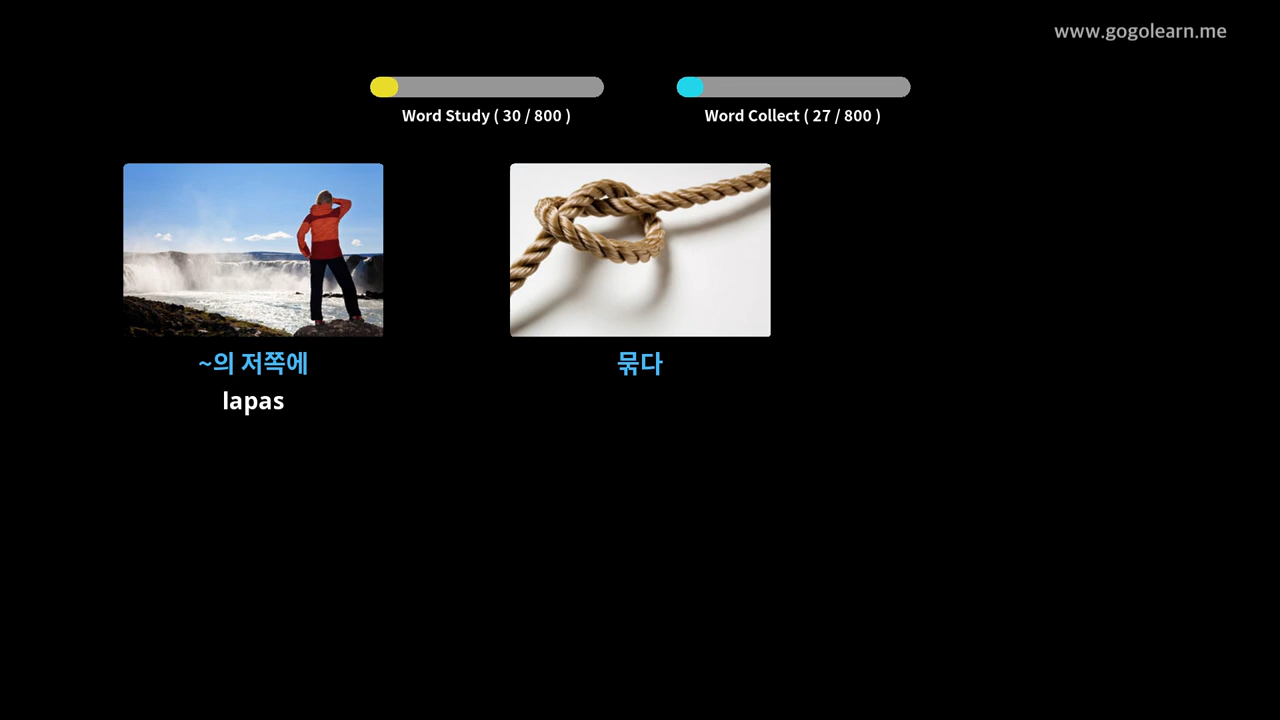 www.gogolearn.me
Word Study ( 30 / 800 )
Word Collect ( 27 / 800 )
~의 저쪽에
lapas
묶다